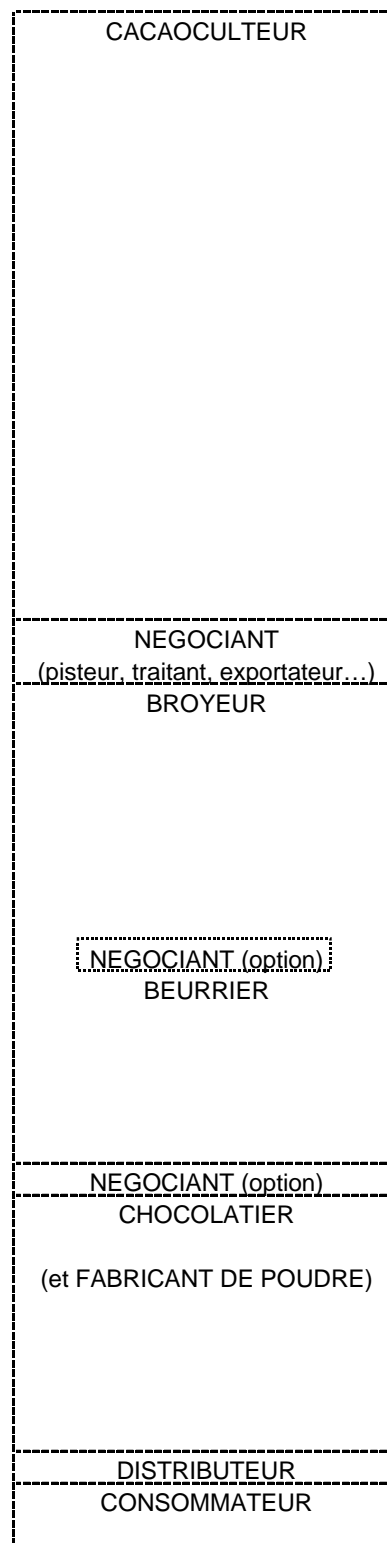 CACAOCULTEUR
NEGOCIANT
(pisteur, traitant, exportateur…)
BROYEUR
NEGOCIANT (option)
BEURRIER
NEGOCIANT (option)
CHOCOLATIER
(et FABRICANT DE POUDRE)
DISTRIBUTEUR
CONSOMMATEUR